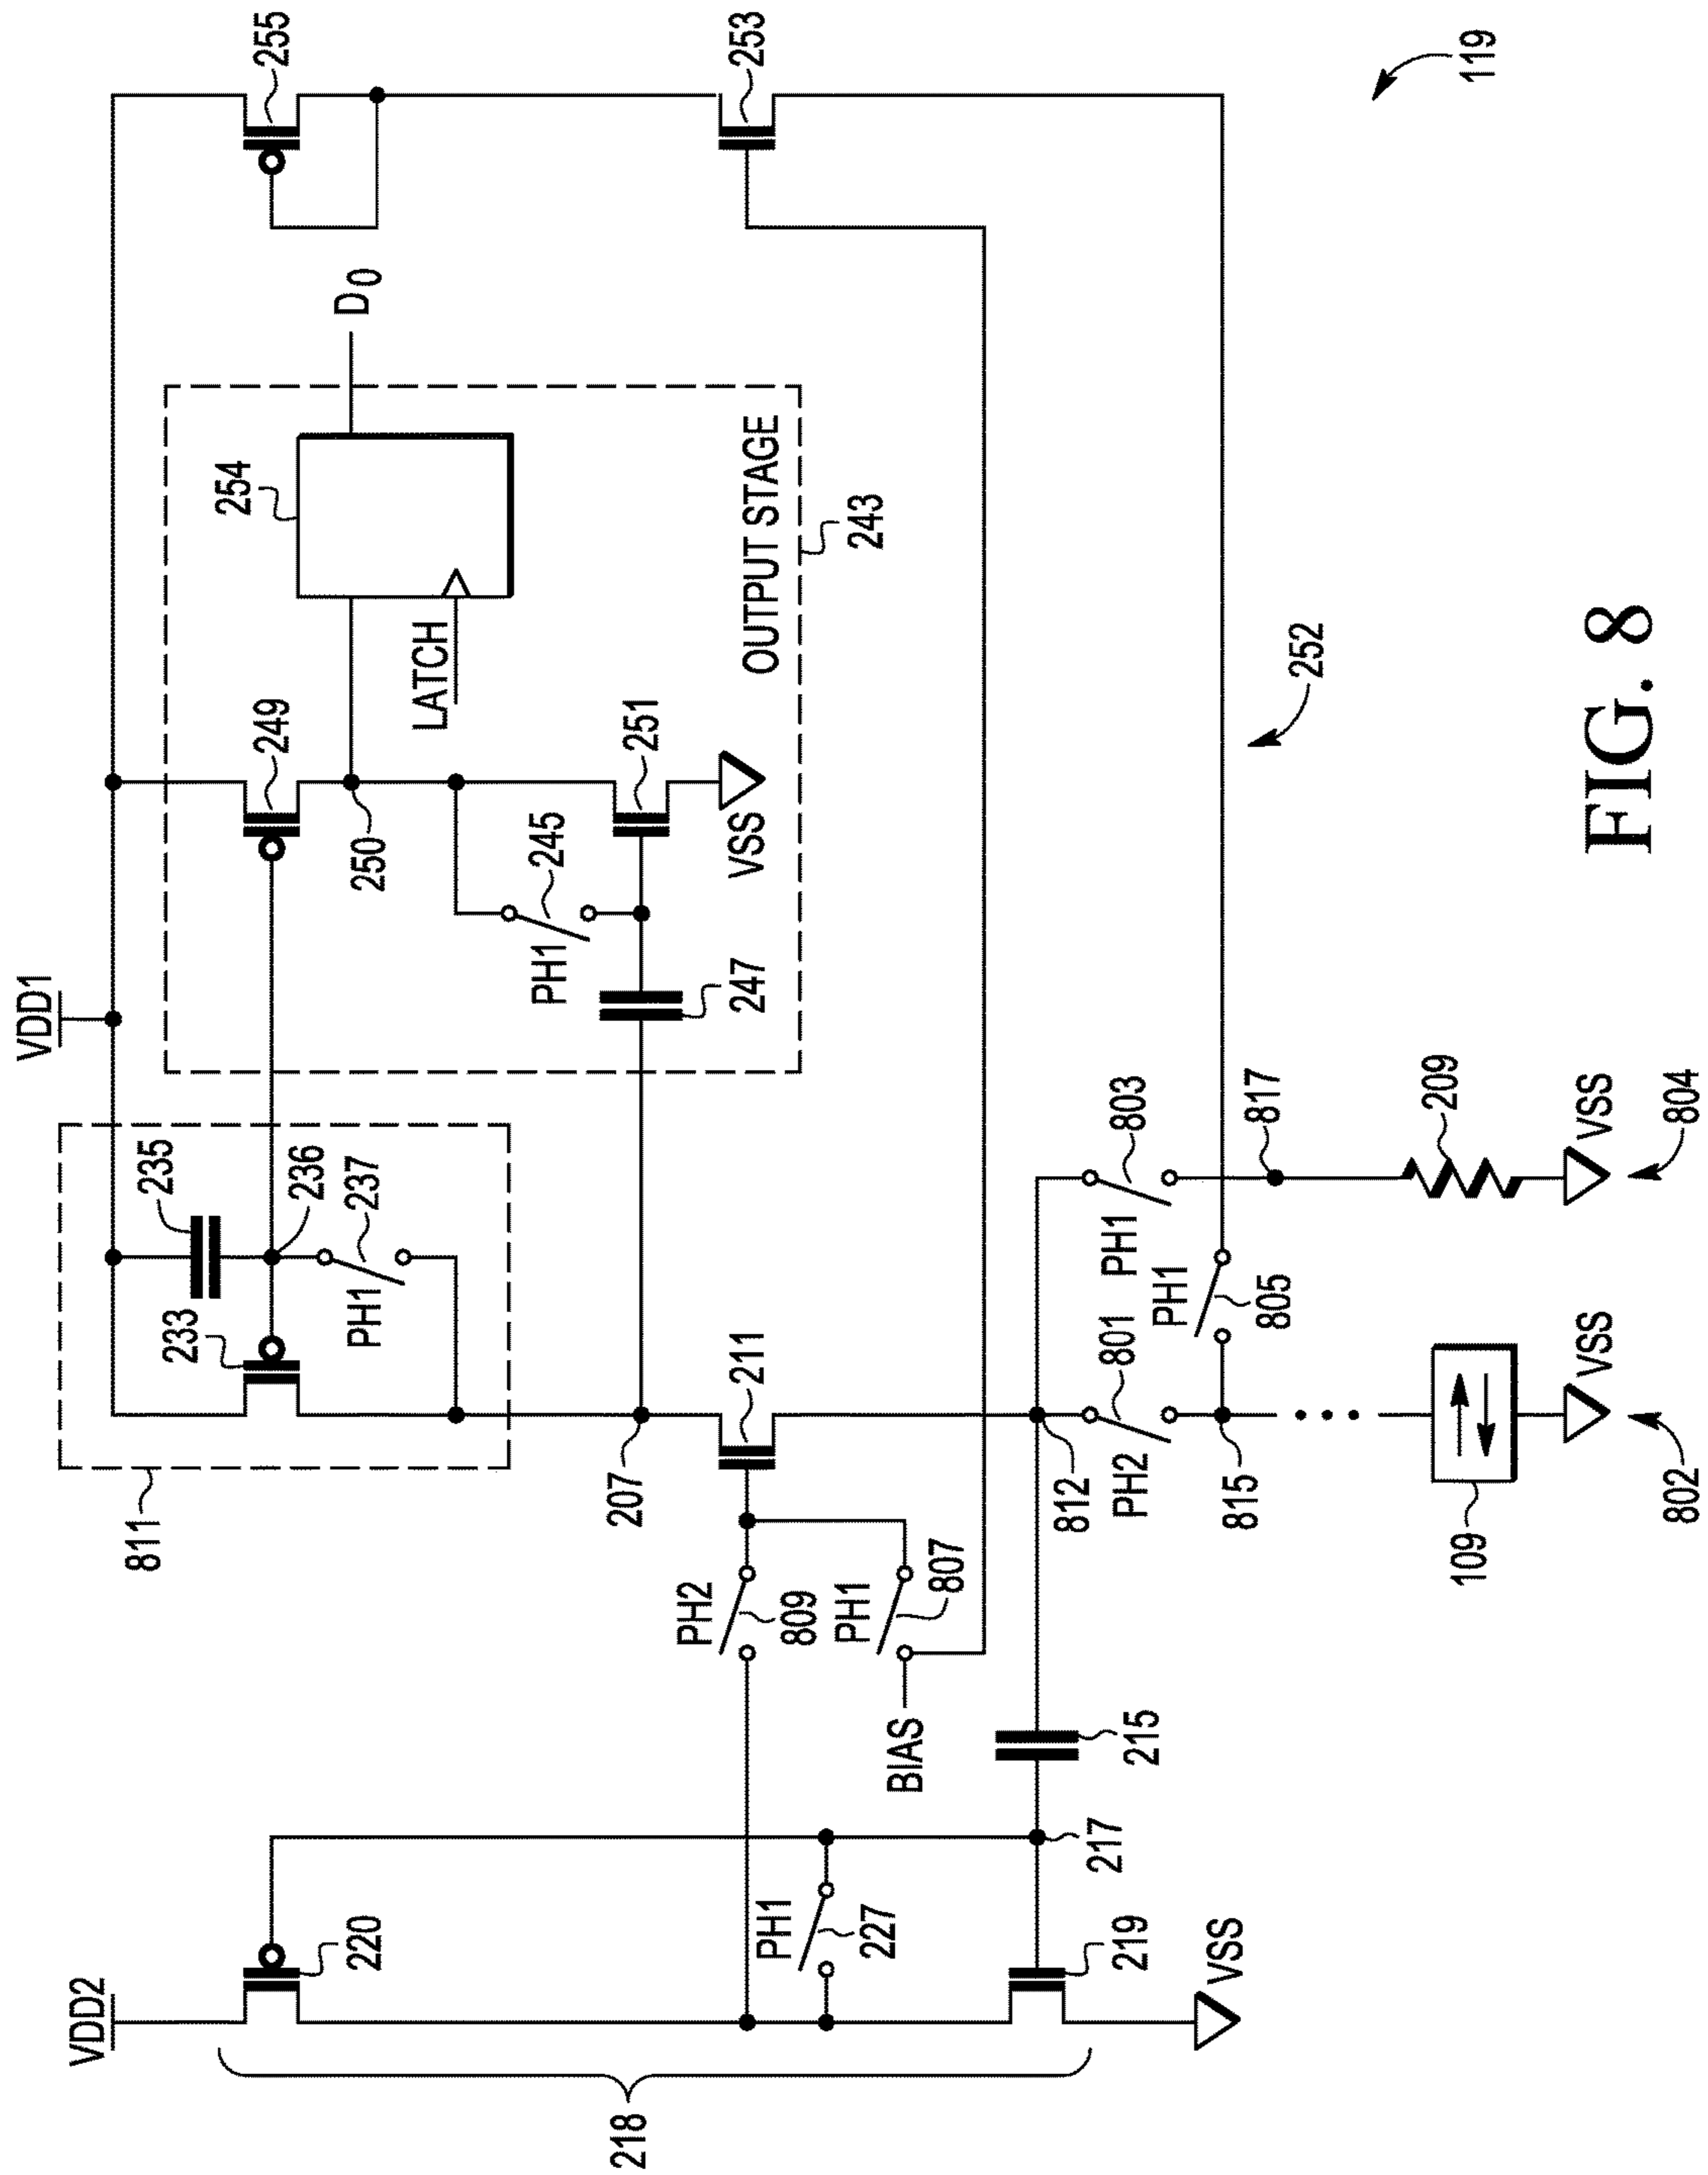 VDD2
220
PH1
227
219
VSS
218
217
215
BIAS
PH2
809
PH1
807
811
233
235
236
PH1
237
207
211
812
PH2
801
815
PH1
803
PH1
805
817
209
VSS
804
109
VSS
802
VDD1
249
250
PH1
245
247
251
VSS
254
LATCH
D0
OUTPUT STAGE
243
255
253
252
119
FIG. 8